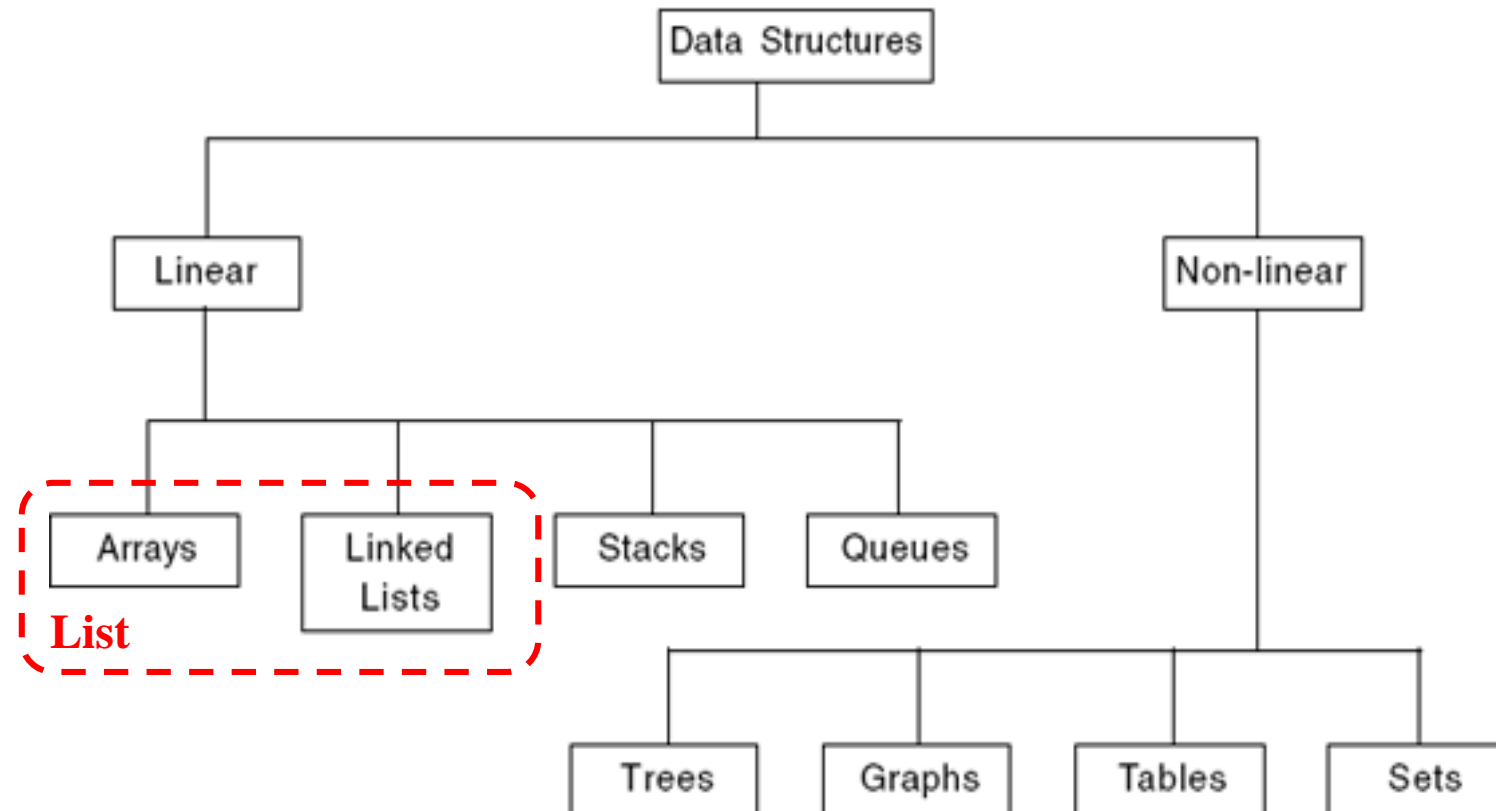 Data Structures
Linear
Non-linear
Arrays
Linked
Lists
Stacks
Queues
List
Trees
Graphs
Tables
Sets